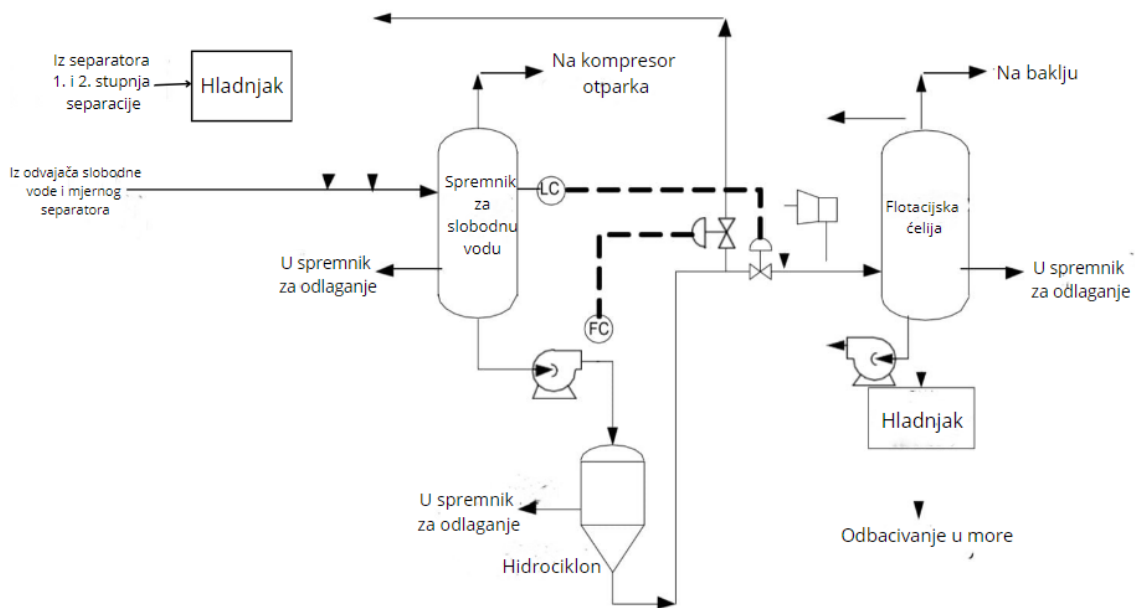 Iz separatora
1. i 2. stupnja
separacije
Hladnjak
Na kompresor
otparka
Na baklju
Iz odvajača slobodne
vode i mjernog
separatora
Spremnik
za
slobodnu
vodu
LC
Flotacijska
ćelija
U spremnik
za odlaganje
FC
U spremnik
za odlaganje
Hladnjak
U spremnik
za odlaganje
Hidrociklon
Odbacivanje u more